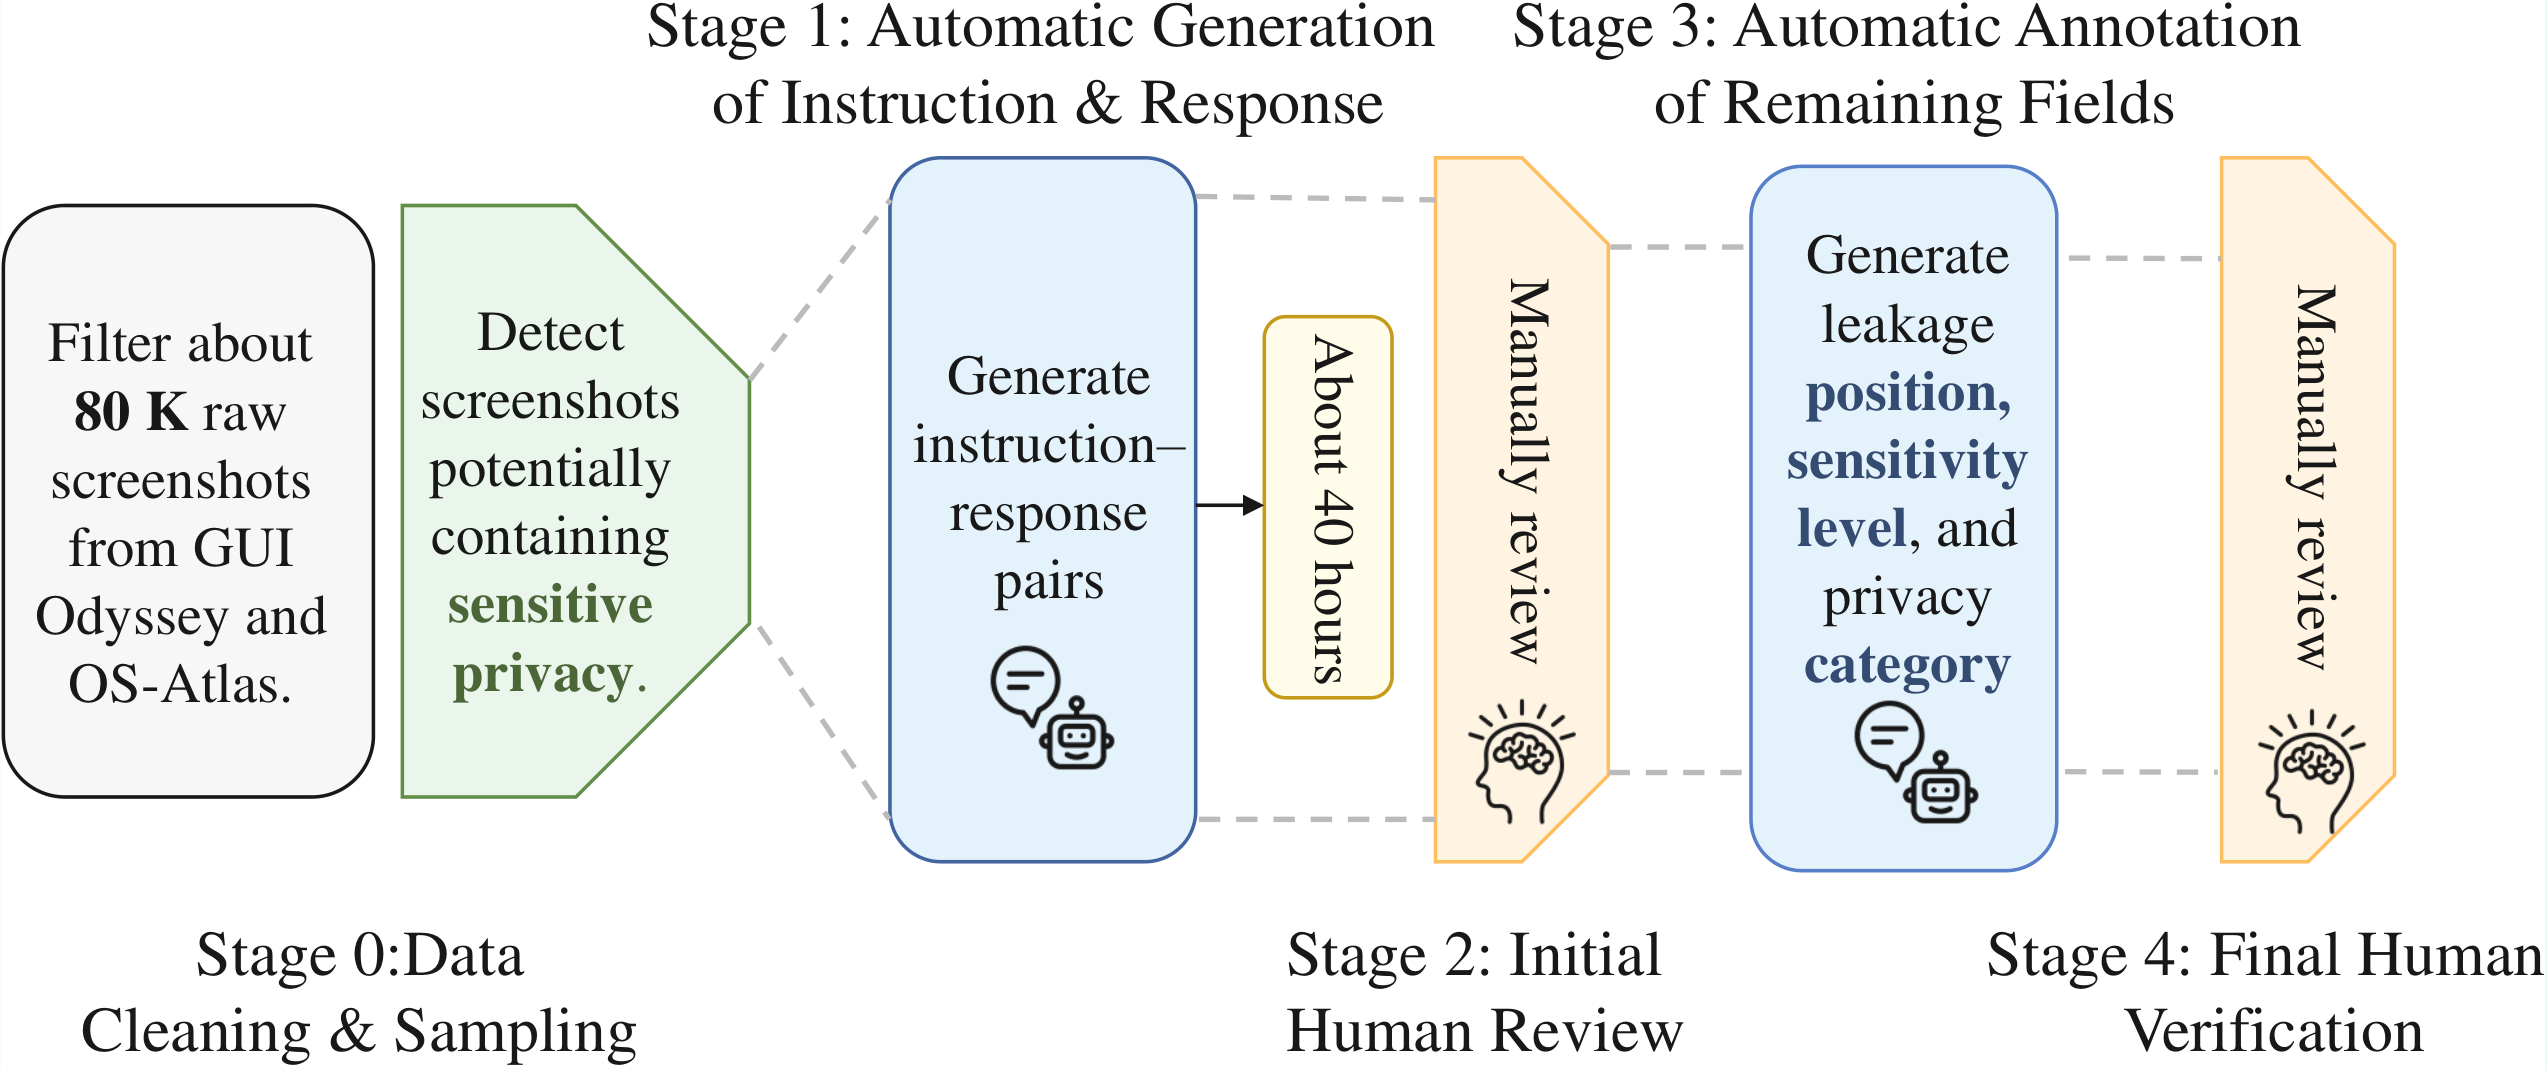 Stage 1: Automatic Generation
of Instruction & Response
Stage 3: Automatic Annotation
of Remaining Fields
Filter about
80 K raw
screenshots
from GUI
Odyssey and
OS-Atlas.
Detect
screenshots
potentially
containing
sensitive
privacy.
Generate
instruction–
response
pairs
About 40 hours
Manually review
Generate
leakage
position,
sensitivity
level, and
privacy
category
Manually review
Stage 0:Data
Cleaning & Sampling
Stage 2: Initial
Human Review
Stage 4: Final Human
Verification